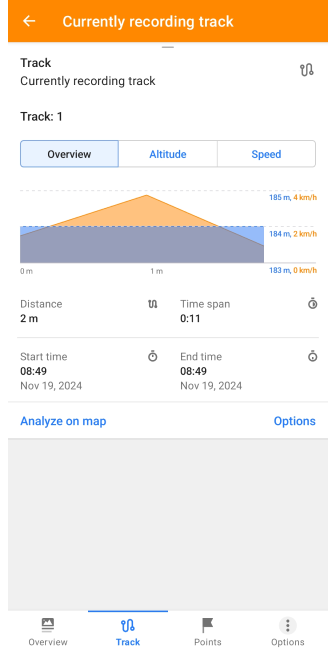 Currently recording track
Track
Currently recording track
Track: 1
Overview
Altitude
Speed
185 m, 4 km/h
184 m, 2 km/h
183 m, 0 km/h
0 m
1 m
Distance
2 m
Time span
0:11
Start time
08:49
Nov 19, 2024
End time
08:49
Nov 19, 2024
Analyze on map
Options
Overview
Track
Points
Options